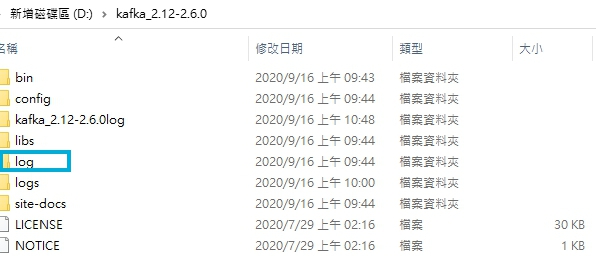 新增磁碟區 (D:) › kafka_2.12-2.6.0
名稱 修改日期 類型 大小
bin 2020/9/16 上午 09:43 檔案資料夾
config 2020/9/16 上午 09:44 檔案資料夾
kafka_2.12-2.6.0log 2020/9/16 上午 10:48 檔案資料夾
libs 2020/9/16 上午 09:44 檔案資料夾
log 2020/9/16 上午 09:44 檔案資料夾
logs 2020/9/16 上午 10:00 檔案資料夾
site-docs 2020/9/16 上午 09:44 檔案資料夾
LICENSE 2020/7/29 上午 02:16 檔案 30 KB
NOTICE 2020/7/29 上午 02:16 檔案 1 KB